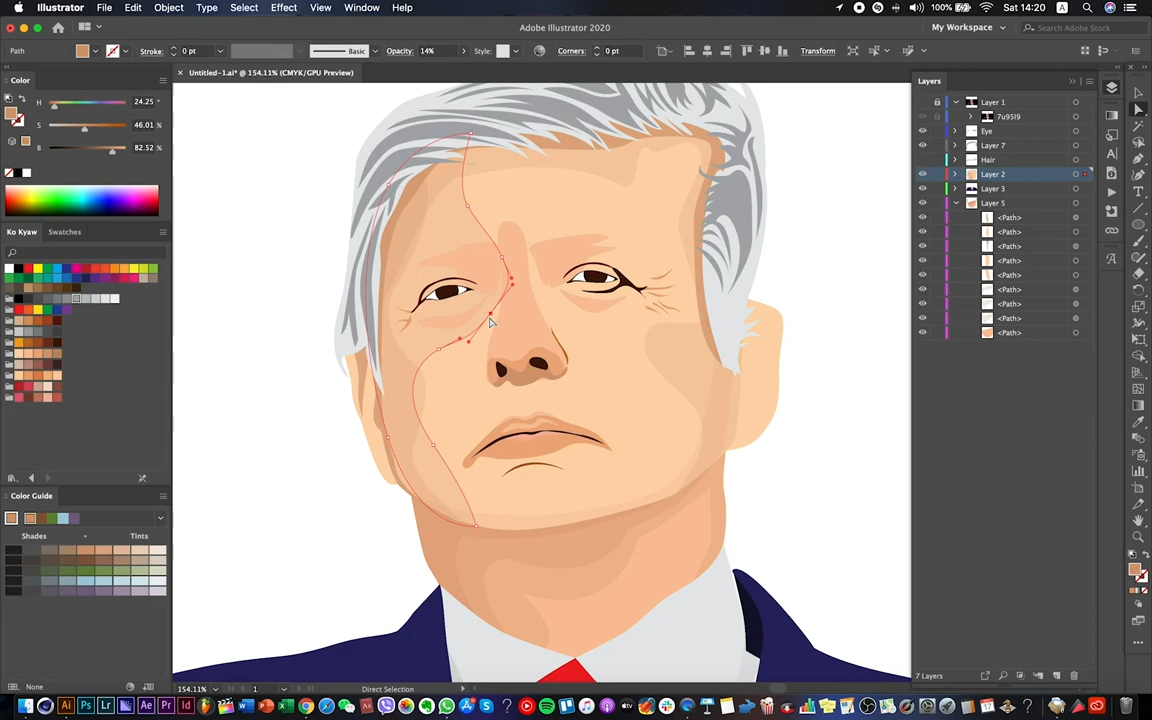 Illustrator File Edit Object Type Select Effect View Window Help 100% Sat 14:20 A
Adobe Illustrator 2020 My Workspace Search Adobe Stock
Path Stroke: 0 pt Basic Opacity: 14% Style: Corners: 0 pt Transform
Color
Untitled-1.ai* @ 154.11% (CMYK/GPU Preview)
Layers
H 24.25 °
S 46.01 %
B 82.52 %
Layer 1
7u95I9
Eye
Layer 7
Hair
Layer 2
Layer 3
Layer 5
<Path>
<Path>
<Path>
<Path>
<Path>
<Path>
<Path>
<Path>
<Path>
Ko Kyaw Swatches
Color Guide
Shades Tints
None
154.11% 1 Direct Selection
7 Layers